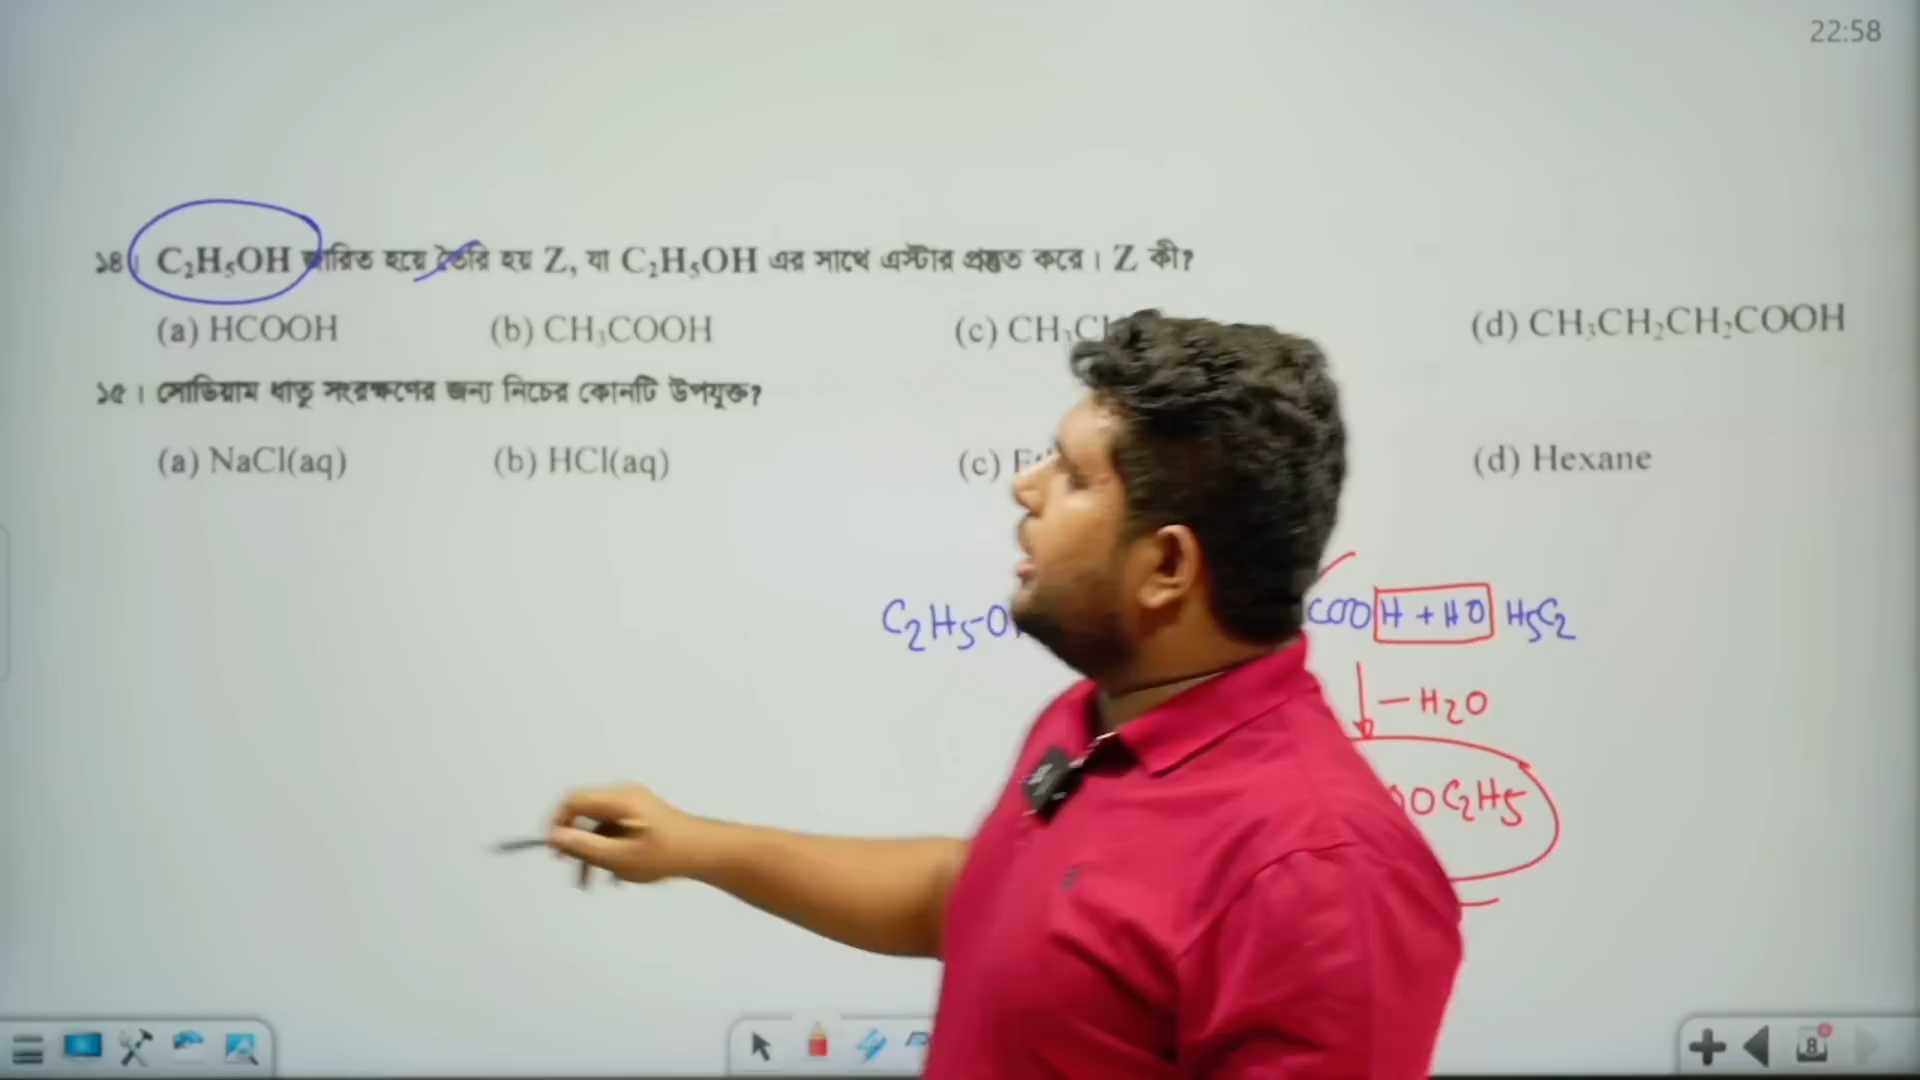 22:58
১৪। C₂H₅OH জারিত হয়ে তৈরি হয় Z, যা C₂H₅OH এর সাথে এস্টার প্রস্তুত করে। Z কী?
(a) HCOOH (b) CH₃COOH (c) (d) CH₃CH₂CH₂COOH
১৫। সোডিয়াম ধাতু সংরক্ষণের জন্য নিচের কোনটি উপযুক্ত?
(a) NaCl(aq) (b) HCl(aq) (c) (d) Hexane
C₂H₅-O COOH + HO H₅C₂
- H₂O
OC₂H₅
8